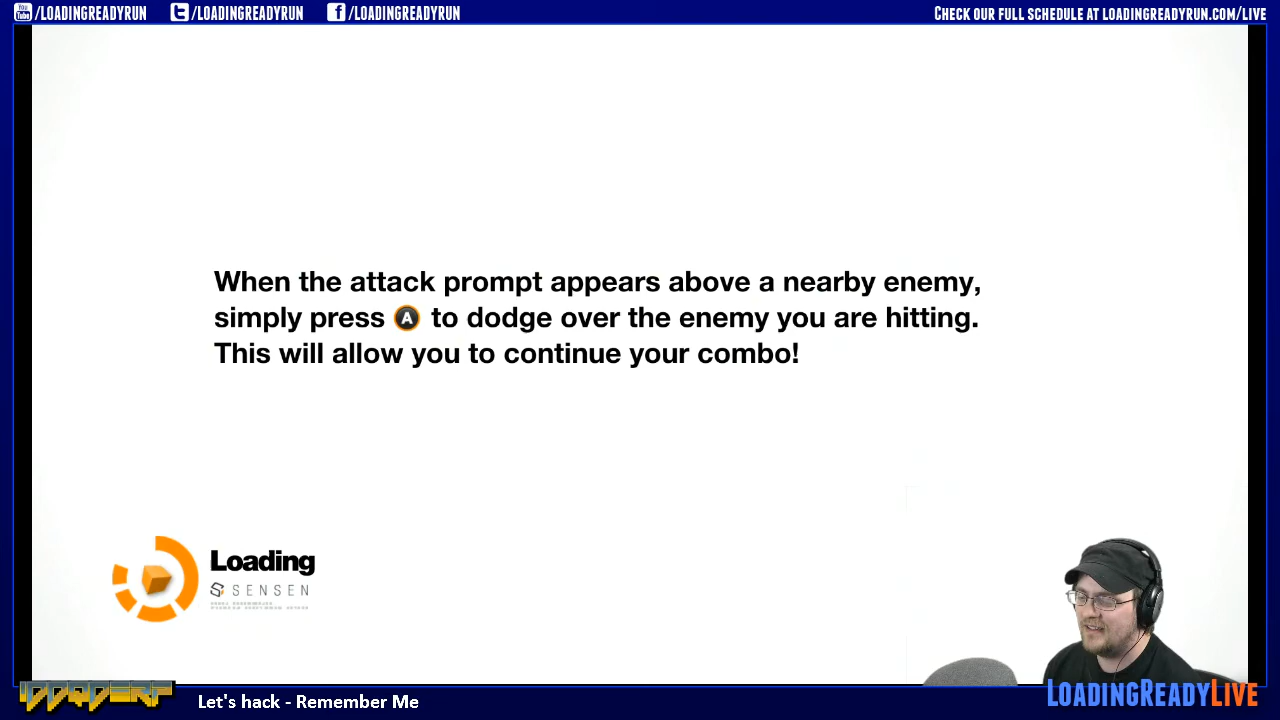 /LOADINGREADYRUN /LOADINGREADYRUN /LOADINGREADYRUN CHECK OUR FULL SCHEDULE AT LOADINGREADYRUN.COM/LIVE
When the attack prompt appears above a nearby enemy,
simply press A to dodge over the enemy you are hitting.
This will allow you to continue your combo!
Loading
SENSEN
IDDQDERP
Let's hack - Remember Me
LOADINGREADYLIVE